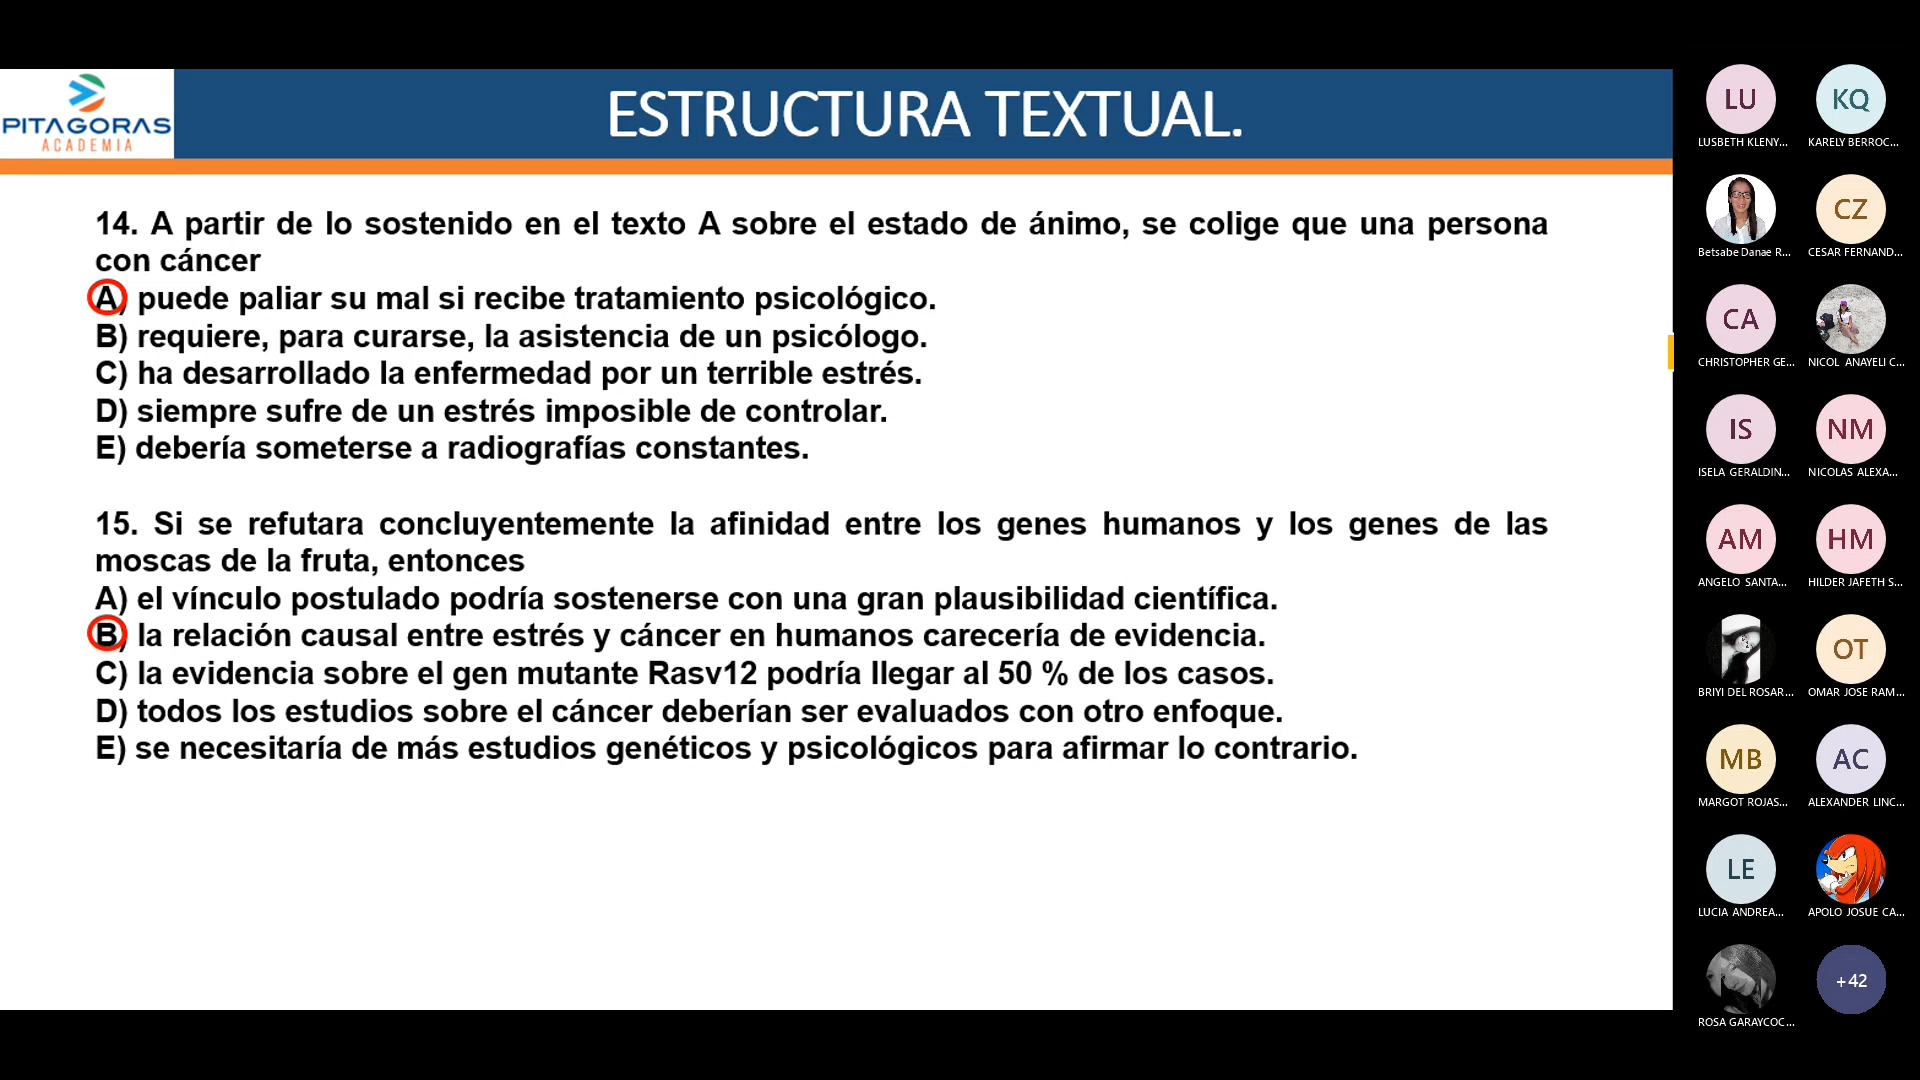 PITAGORAS
ACADEMIA
ESTRUCTURA TEXTUAL.
14. A partir de lo sostenido en el texto A sobre el estado de ánimo, se colige que una persona
con cáncer
A) puede paliar su mal si recibe tratamiento psicológico.
B) requiere, para curarse, la asistencia de un psicólogo.
C) ha desarrollado la enfermedad por un terrible estrés.
D) siempre sufre de un estrés imposible de controlar.
E) debería someterse a radiografías constantes.
15. Si se refutara concluyentemente la afinidad entre los genes humanos y los genes de las
moscas de la fruta, entonces
A) el vínculo postulado podría sostenerse con una gran plausibilidad científica.
B) la relación causal entre estrés y cáncer en humanos carecería de evidencia.
C) la evidencia sobre el gen mutante Rasv12 podría llegar al 50 % de los casos.
D) todos los estudios sobre el cáncer deberían ser evaluados con otro enfoque.
E) se necesitaría de más estudios genéticos y psicológicos para afirmar lo contrario.
LU KQ
LUSBETH KLENY... KARELY BERROC...
CZ
Betsabe Danae R... CESAR FERNAND...
CA
CHRISTOPHER GE... NICOL ANAYELI C...
IS NM
ISELA GERALDIN... NICOLAS ALEXA...
AM HM
ANGELO SANTA... HILDER JAFETH S...
OT
BRIYI DEL ROSAR... OMAR JOSE RAM...
MB AC
MARGOT ROJAS... ALEXANDER LINC...
LE
LUCIA ANDREA... APOLO JOSUE CA...
+42
ROSA GARAYCOC...